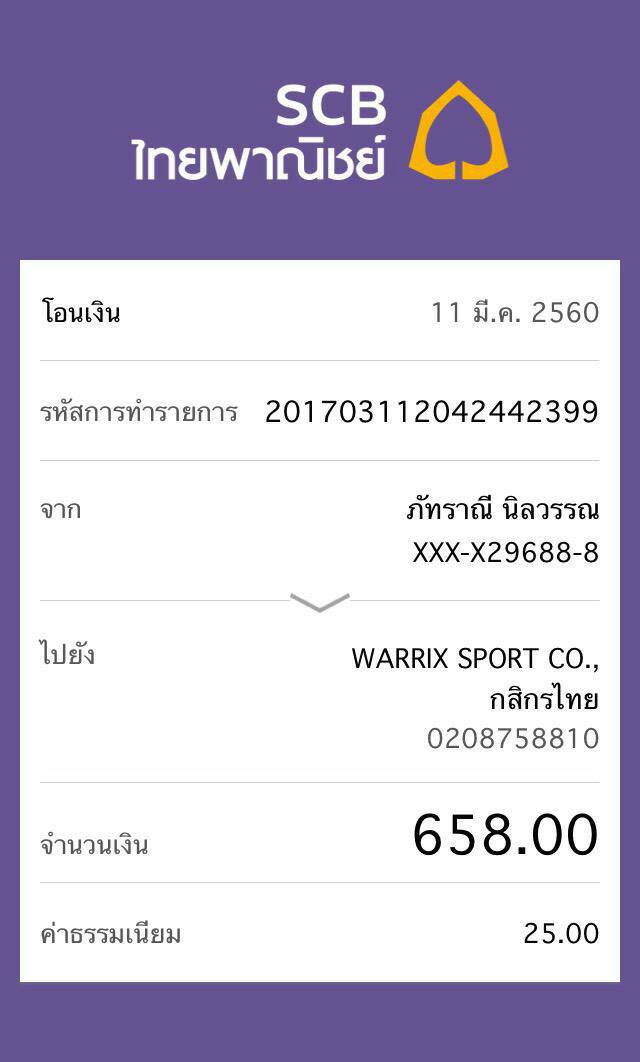 SCB
ไทยพาณิชย์
โอนเงิน 11 มี.ค. 2560
รหัสการทำรายการ 201703112042442399
จาก ภัทราณี นิลวรรณ
XXX-X29688-8
ไปยัง WARRIX SPORT CO.,
กสิกรไทย
0208758810
จำนวนเงิน 658.00
ค่าธรรมเนียม 25.00